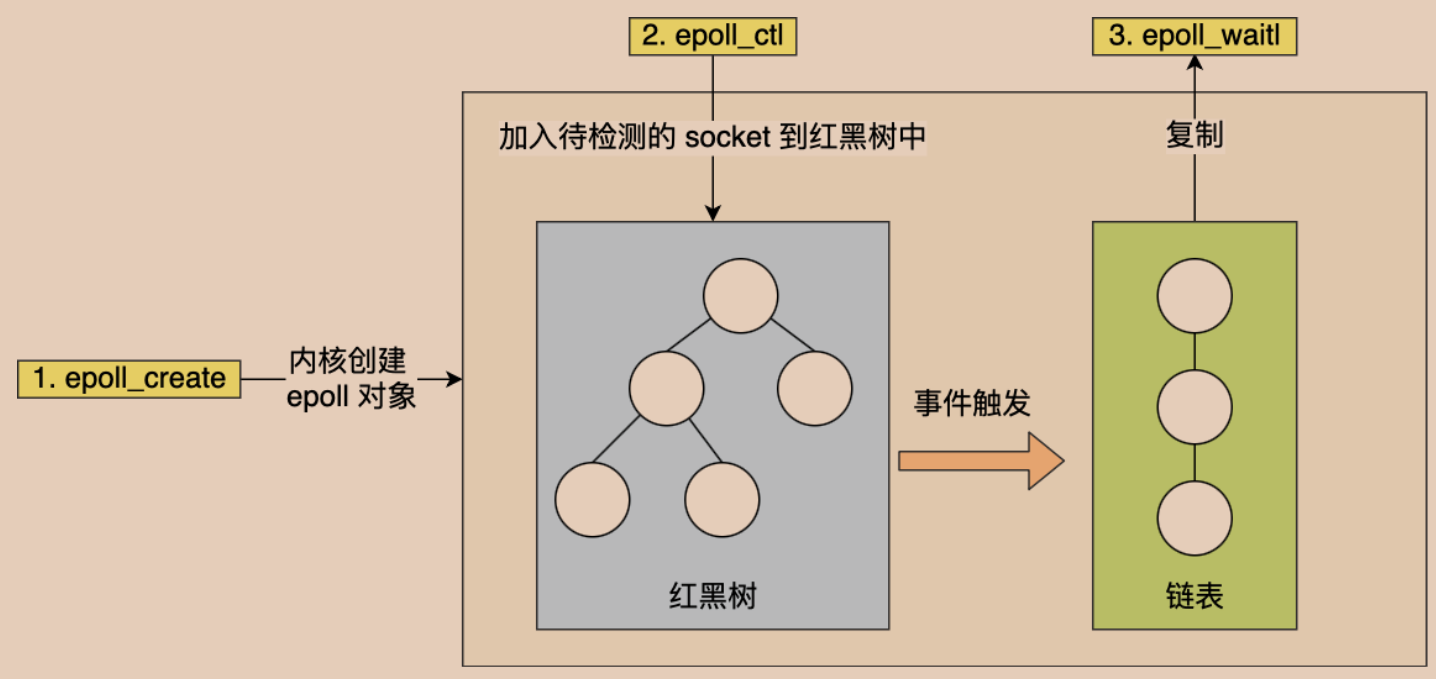 2. epoll_ctl
3. epoll_waitl
加入待检测的 socket 到红黑树中
复制
1. epoll_create
内核创建
epoll 对象
事件触发
红黑树
链表